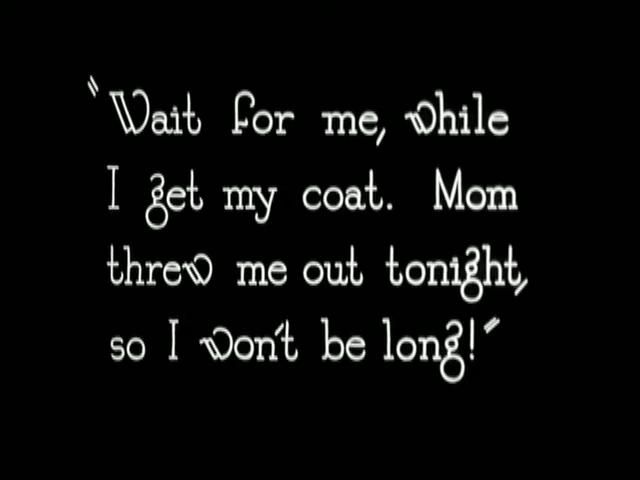 "Wait for me, while
I get my coat. Mom
threw me out tonight,
so I won't be long!"